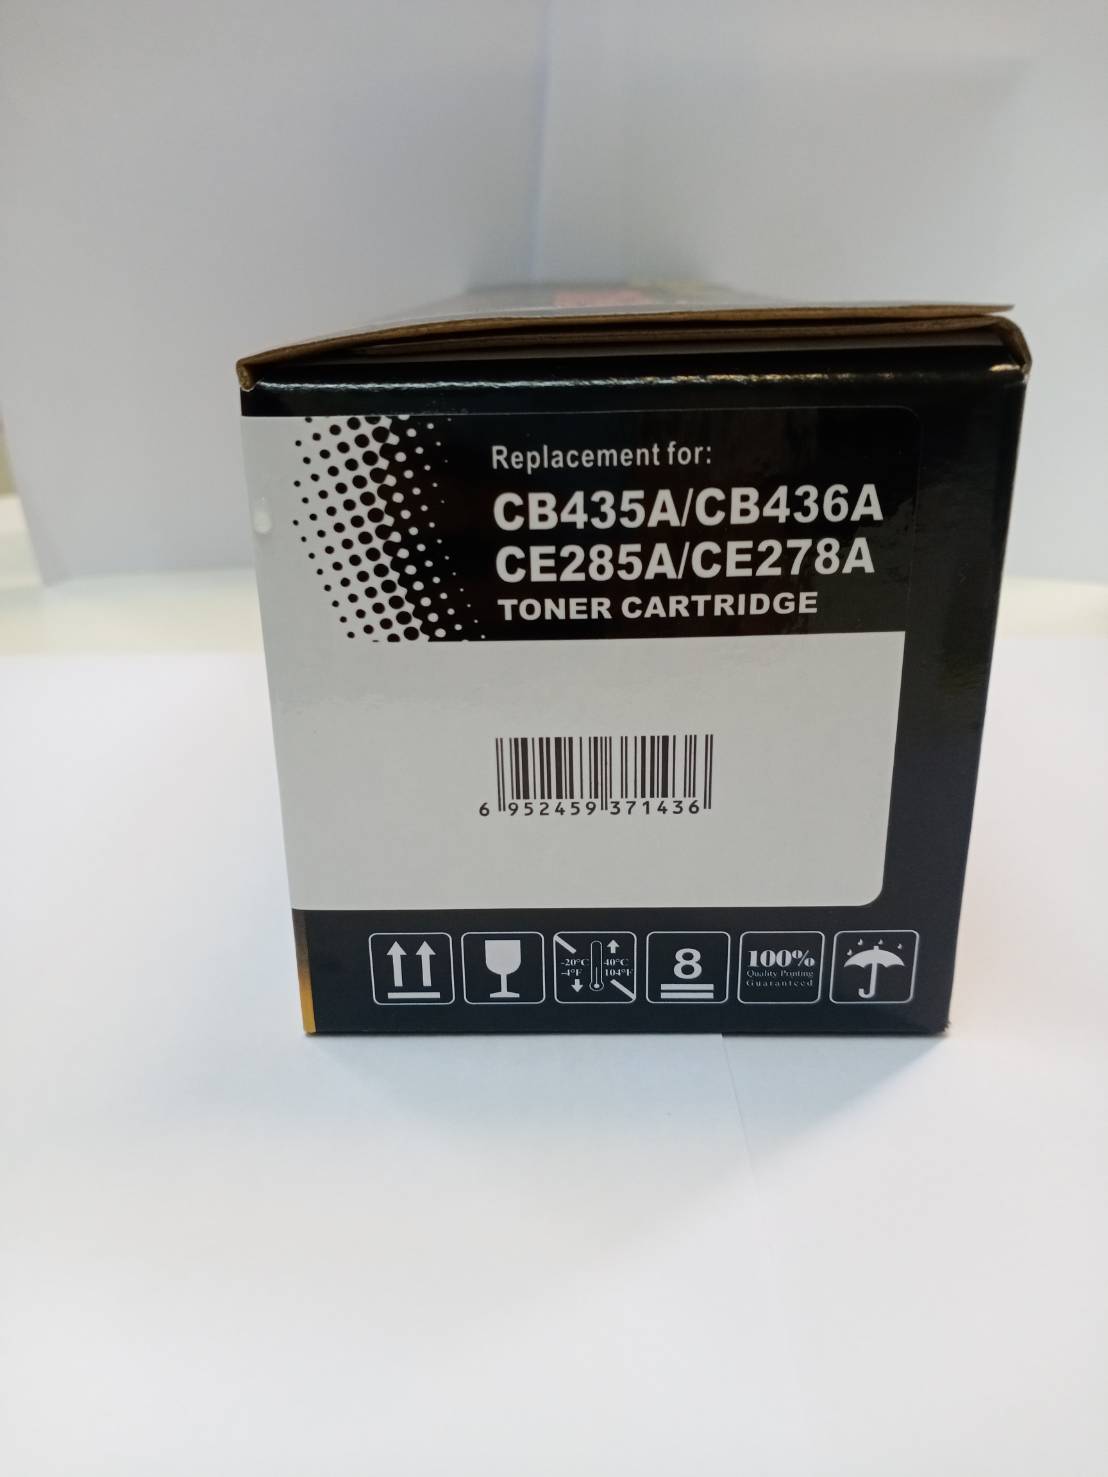 Replacement for:
CB435A/CB436A
CE285A/CE278A
TONER CARTRIDGE
6 952459 371436
-20°C
-4°F
40°C
104°F
8
100%
Quality Printing
Guaranteed